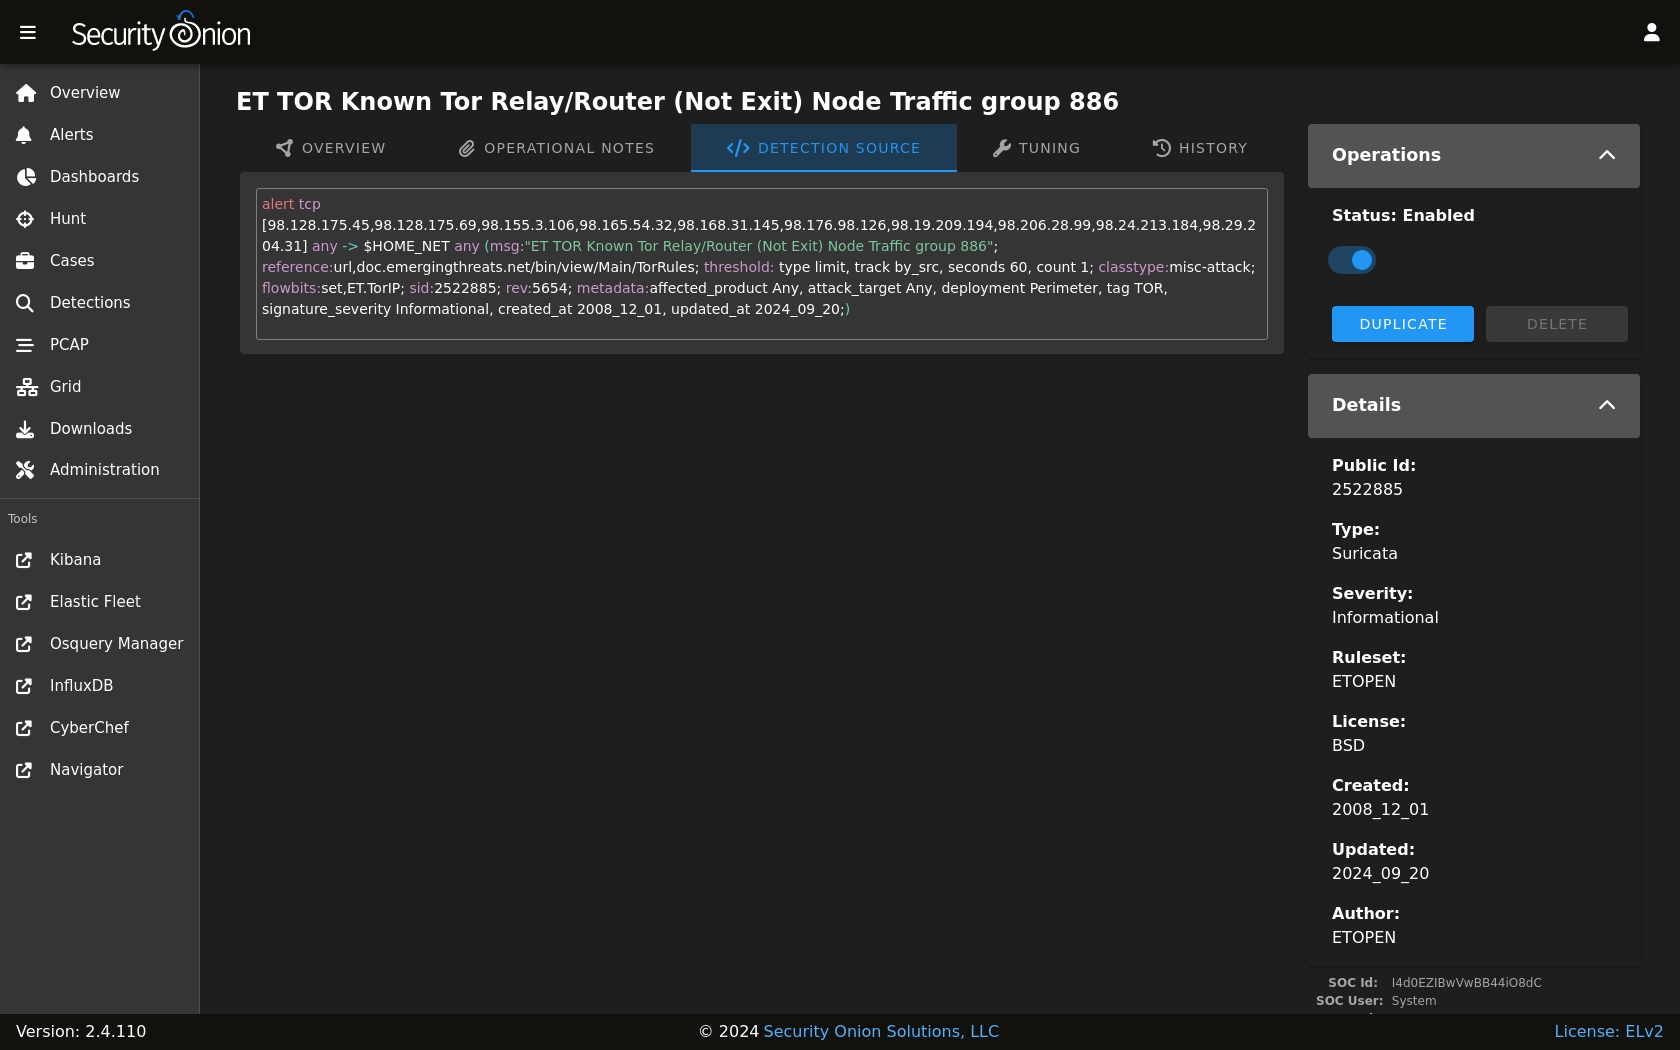 Security Onion
Overview
Alerts
Dashboards
Hunt
Cases
Detections
PCAP
Grid
Downloads
Administration
Tools
Kibana
Elastic Fleet
Osquery Manager
InfluxDB
CyberChef
Navigator
ET TOR Known Tor Relay/Router (Not Exit) Node Traffic group 886
OVERVIEW
OPERATIONAL NOTES
DETECTION SOURCE
TUNING
HISTORY
alert tcp
[98.128.175.45,98.128.175.69,98.155.3.106,98.165.54.32,98.168.31.145,98.176.98.126,98.19.209.194,98.206.28.99,98.24.213.184,98.29.2
04.31] any -> $HOME_NET any (msg:"ET TOR Known Tor Relay/Router (Not Exit) Node Traffic group 886";
reference:url,doc.emergingthreats.net/bin/view/Main/TorRules; threshold: type limit, track by_src, seconds 60, count 1; classtype:misc-attack;
flowbits:set,ET.TorIP; sid:2522885; rev:5654; metadata:affected_product Any, attack_target Any, deployment Perimeter, tag TOR,
signature_severity Informational, created_at 2008_12_01, updated_at 2024_09_20;)
Operations
Status: Enabled
DUPLICATE
DELETE
Details
Public Id:
2522885
Type:
Suricata
Severity:
Informational
Ruleset:
ETOPEN
License:
BSD
Created:
2008_12_01
Updated:
2024_09_20
Author:
ETOPEN
SOC Id: I4d0EZIBwVwBB44iO8dC
SOC User: System
Version: 2.4.110
© 2024 Security Onion Solutions, LLC
License: ELv2